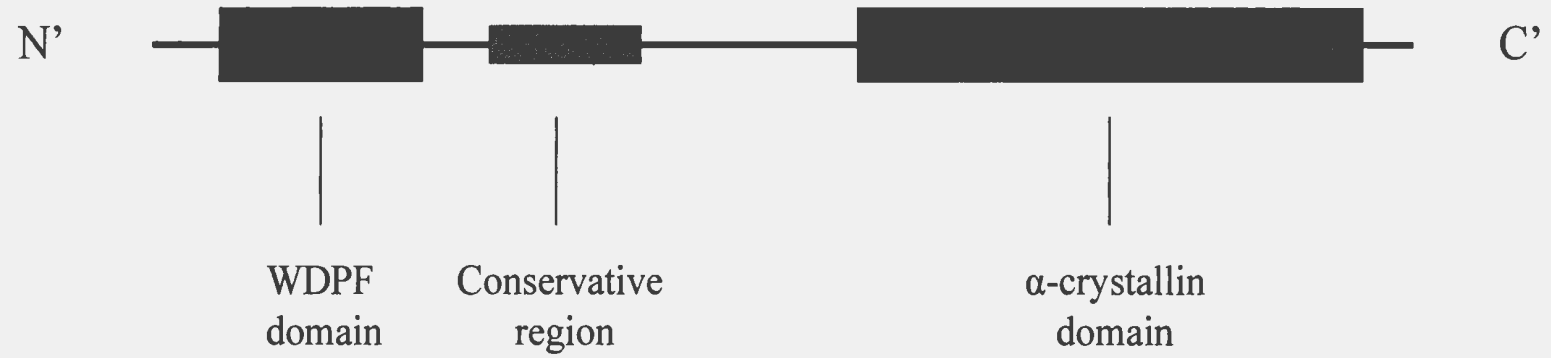 N’
C’
WDPF
domain
Conservative
region
α-crystallin
domain